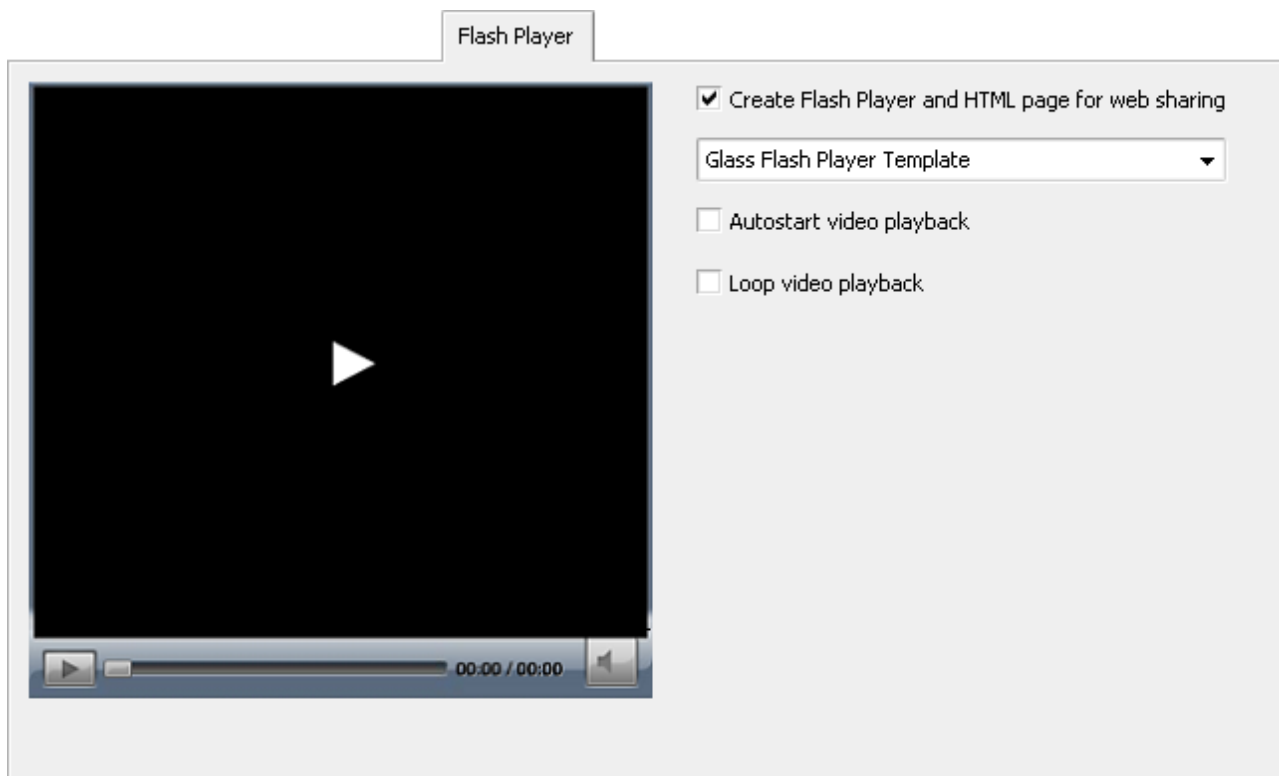 Flash Player
Create Flash Player and HTML page for web sharing
Glass Flash Player Template
Autostart video playback
Loop video playback
00:00 / 00:00